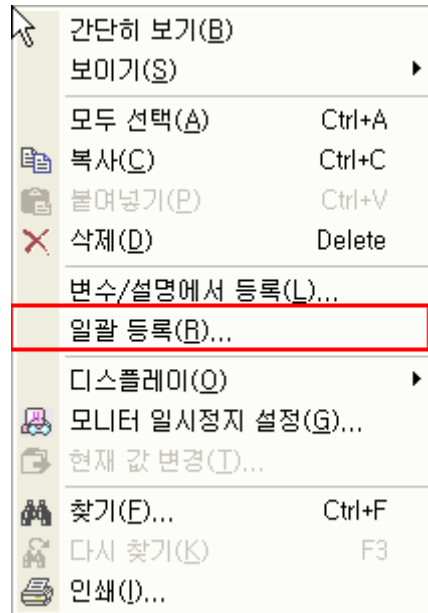 간단히 보기(B)
보이기(S)
모두 선택(A) Ctrl+A
복사(C) Ctrl+C
붙여넣기(P) Ctrl+V
삭제(D) Delete
변수/설명에서 등록(L)...
일괄 등록(R)...
디스플레이(O)
모니터 일시정지 설정(G)...
현재 값 변경(T)...
찾기(F)... Ctrl+F
다시 찾기(K) F3
인쇄(I)...